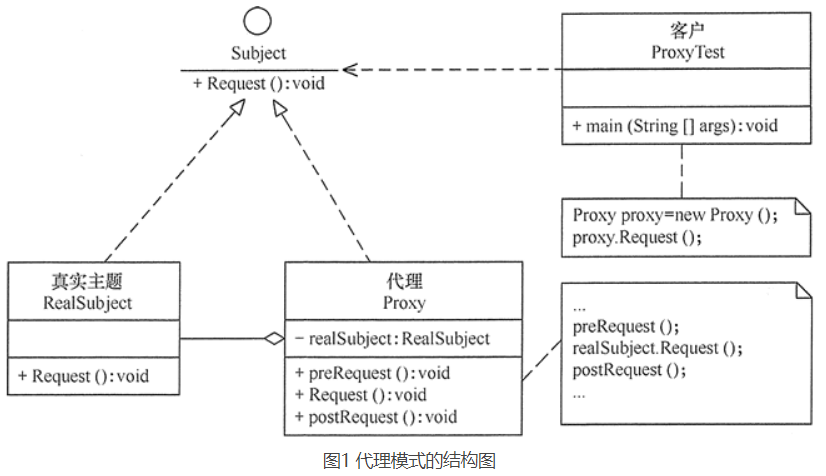 Subject
+ Request ():void
客户
ProxyTest
+ main (String [] args):void
Proxy proxy=new Proxy ();
proxy.Request ();
真实主题
RealSubject
+ Request ():void
代理
Proxy
− realSubject:RealSubject
+ preRequest ():void
+ Request ():void
+ postRequest ():void
...
preRequest ();
realSubject.Request ();
postRequest ();
...
图1 代理模式的结构图